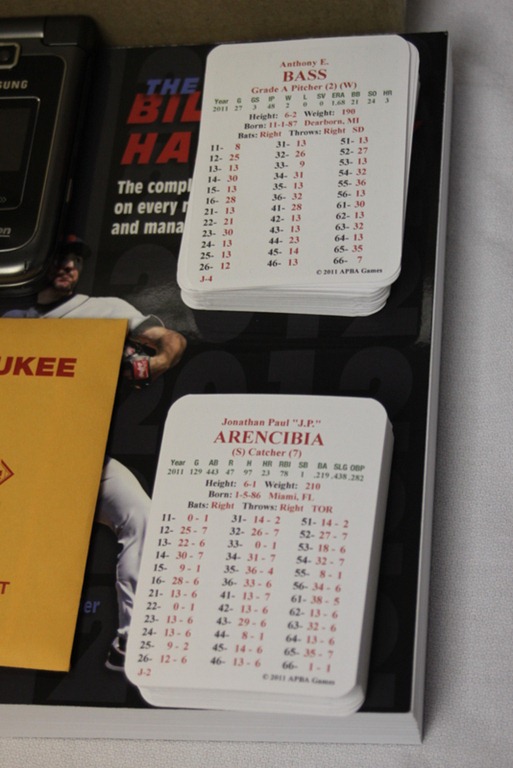 SUNG
THE
BIL
HA
The compl
on every
and mana
Anthony E.
BASS
Grade A Pitcher (2) (W)
Year G GS IP W L SV ERA BB SO HR
2011 27 3 48 2 0 0 1.68 21 24 3
Height: 6-2 Weight: 190
Born: 11-1-87 Dearborn, MI
Bats: Right Throws: Right SD
11- 8 31- 13 51- 13
12- 25 32- 26 52- 27
13- 13 33- 9 53- 13
14- 30 34- 31 54- 32
15- 13 35- 13 55- 36
16- 28 36- 32 56- 13
21- 13 41- 28 61- 30
22- 21 42- 13 62- 13
23- 30 43- 13 63- 32
24- 13 44- 23 64- 13
25- 13 45- 14 65- 35
26- 12 46- 13 66- 7
J-4
© 2011 APBA Games
UKEE
T
er
Jonathan Paul "J.P."
ARENCIBIA
(S) Catcher (7)
Year G AB R H HR RBI SB BA SLG OBP
2011 129 443 47 97 23 78 1 .219 .438 .282
Height: 6-1 Weight: 210
Born: 1-5-86 Miami, FL
Bats: Right Throws: Right TOR
11- 0 - 1 31- 14 - 2 51- 14 - 2
12- 25 - 7 32- 26 - 7 52- 27 - 7
13- 22 - 6 33- 0 - 1 53- 18 - 6
14- 30 - 7 34- 31 - 7 54- 32 - 7
15- 9 - 1 35- 36 - 4 55- 8 - 1
16- 28 - 6 36- 33 - 6 56- 34 - 6
21- 13 - 6 41- 13 - 7 61- 38 - 5
22- 0 - 1 42- 13 - 6 62- 13 - 6
23- 13 - 6 43- 29 - 6 63- 32 - 6
24- 13 - 6 44- 8 - 1 64- 13 - 6
25- 9 - 2 45- 14 - 6 65- 35 - 7
26- 12 - 6 46- 13 - 6 66- 1 - 1
J-2
© 2011 APBA Games